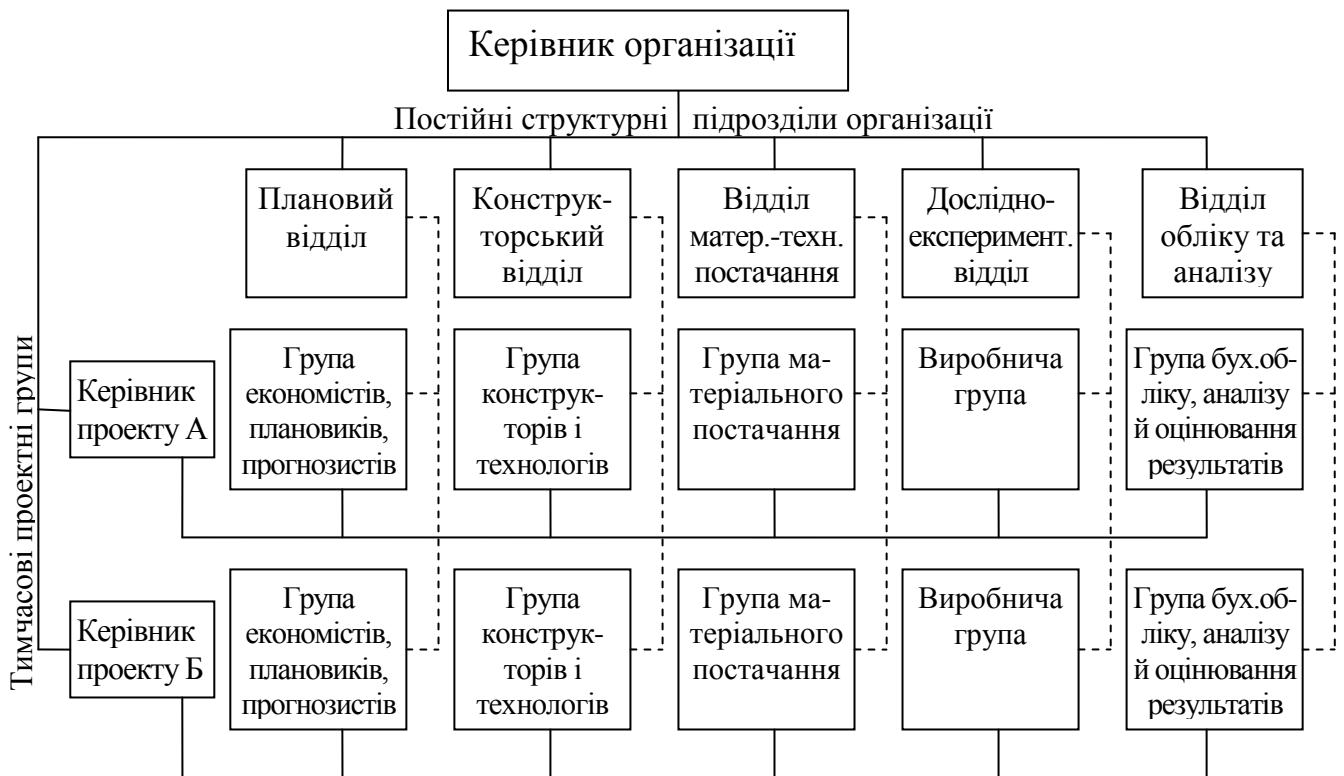 Керівник організації
Постійні структурні підрозділи організації
Плановий
відділ
Конструк-
торський
відділ
Відділ
матер.-техн.
постачання
Дослідно-
експеримент.
відділ
Відділ
обліку та
аналізу
Тимчасові проектні групи
Керівник
проекту А
Група
економістів,
плановиків,
прогнозистів
Група
конструк-
торів і
технологів
Група ма-
теріального
постачання
Виробнича
група
Група бух.об-
ліку, аналізу
й оцінювання
результатів
Керівник
проекту Б
Група
економістів,
плановиків,
прогнозистів
Група
конструк-
торів і
технологів
Група ма-
теріального
постачання
Виробнича
група
Група бух.об-
ліку, аналізу
й оцінювання
результатів